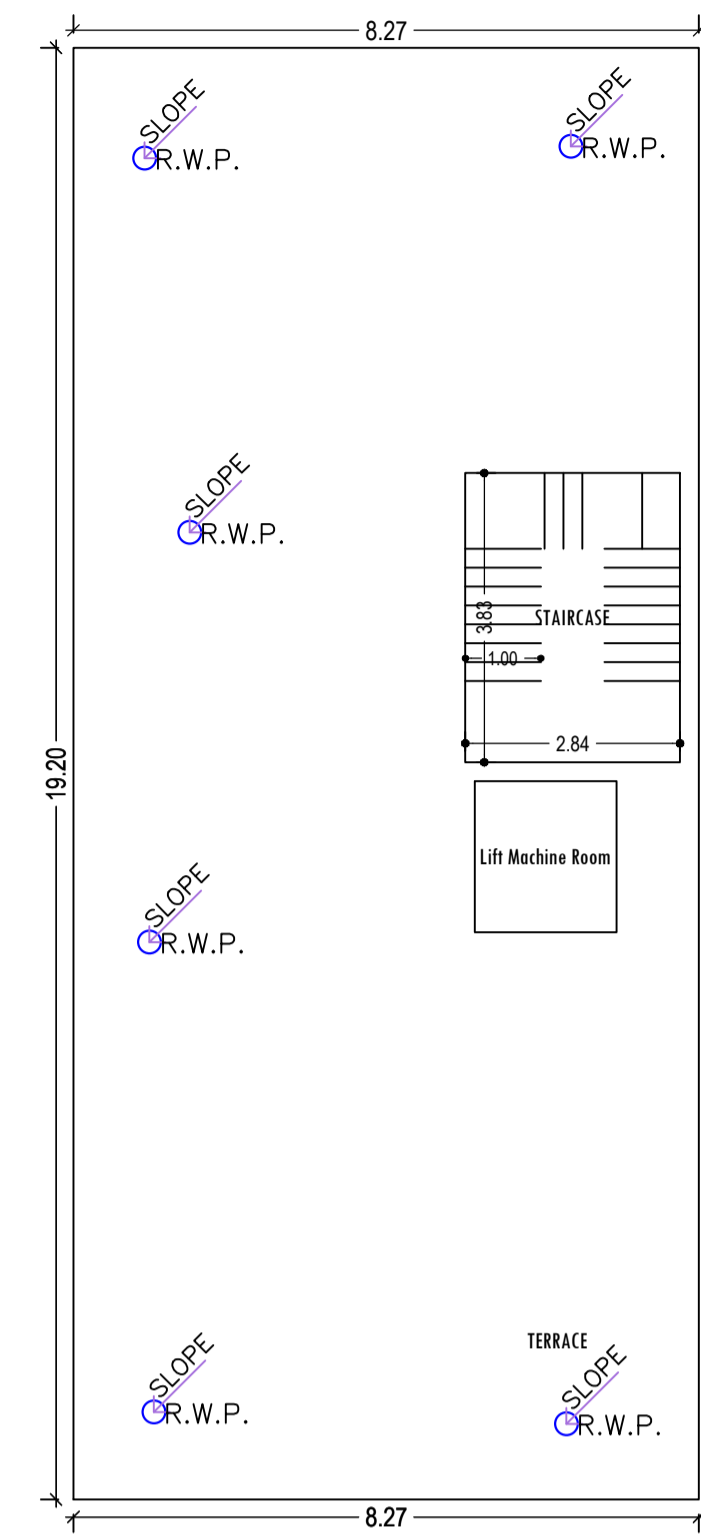 8.27
SLOPE
R.W.P.
SLOPE
R.W.P.
SLOPE
R.W.P.
3.83
STAIRCASE
1.00
2.84
19.20
Lift Machine Room
SLOPE
R.W.P.
TERRACE
SLOPE
R.W.P.
SLOPE
R.W.P.
8.27